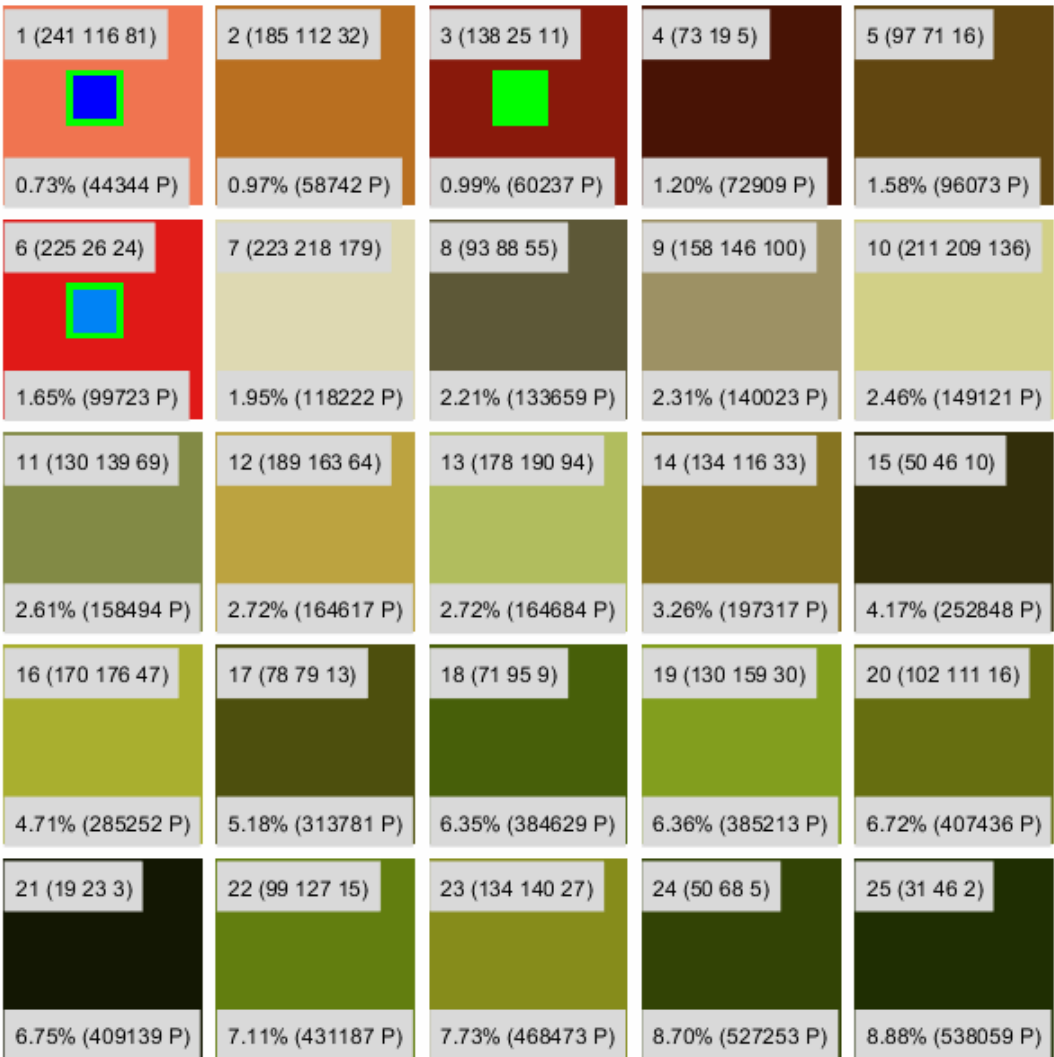 1 (241 116 81)
0.73% (44344 P)
2 (185 112 32)
0.97% (58742 P)
3 (138 25 11)
0.99% (60237 P)
4 (73 19 5)
1.20% (72909 P)
5 (97 71 16)
1.58% (96073 P)
6 (225 26 24)
1.65% (99723 P)
7 (223 218 179)
1.95% (118222 P)
8 (93 88 55)
2.21% (133659 P)
9 (158 146 100)
2.31% (140023 P)
10 (211 209 136)
2.46% (149121 P)
11 (130 139 69)
2.61% (158494 P)
12 (189 163 64)
2.72% (164617 P)
13 (178 190 94)
2.72% (164684 P)
14 (134 116 33)
3.26% (197317 P)
15 (50 46 10)
4.17% (252848 P)
16 (170 176 47)
4.71% (285252 P)
17 (78 79 13)
5.18% (313781 P)
18 (71 95 9)
6.35% (384629 P)
19 (130 159 30)
6.36% (385213 P)
20 (102 111 16)
6.72% (407436 P)
21 (19 23 3)
6.75% (409139 P)
22 (99 127 15)
7.11% (431187 P)
23 (134 140 27)
7.73% (468473 P)
24 (50 68 5)
8.70% (527253 P)
25 (31 46 2)
8.88% (538059 P)